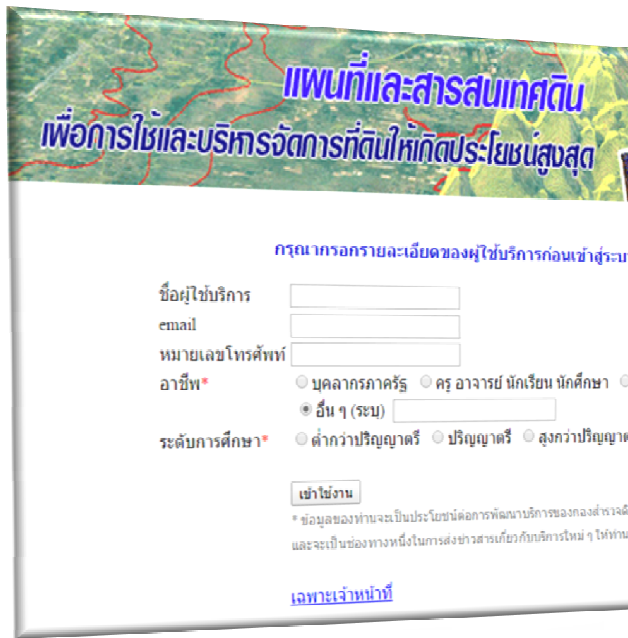 แผนที่และสารสนเทศดิน
เพื่อการใช้และบริหารจัดการที่ดินให้เกิดประโยชน์สูงสุด
กรุณากรอกรายละเอียดของผู้ใช้บริการก่อนเข้าสู่ระบ
ชื่อผู้ใช้บริการ
email
หมายเลขโทรศัพท์
อาชีพ* บุคลากรภาครัฐ ครู อาจารย์ นักเรียน นักศึกษา
อื่น ๆ (ระบุ)
ระดับการศึกษา* ต่ำกว่าปริญญาตรี ปริญญาตรี สูงกว่าปริญญาต
เข้าใช้งาน
* ข้อมูลของท่านจะเป็นประโยชน์ต่อการพัฒนาบริการของกองสำรวจดิ
และจะเป็นช่องทางหนึ่งในการส่งข่าวสารเกี่ยวกับบริการใหม่ ๆ ให้ท่าน
เฉพาะเจ้าหน้าที่